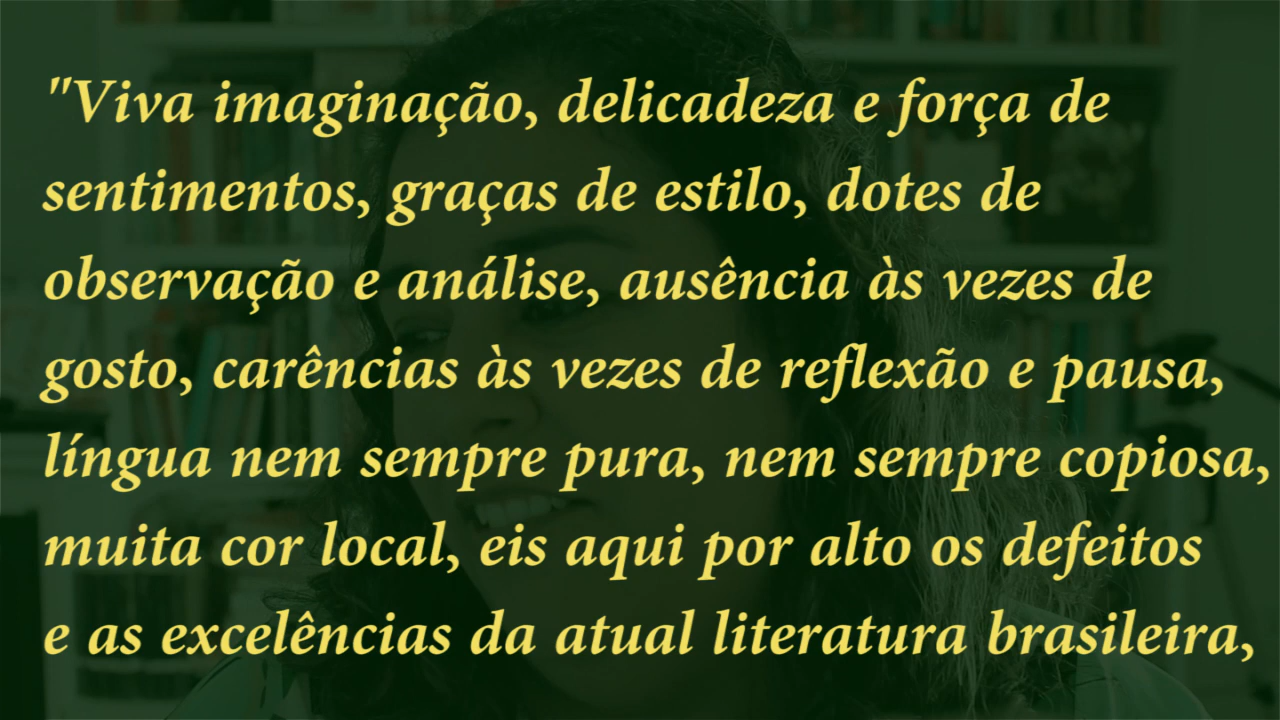 "Viva imaginação, delicadeza e força de
sentimentos, graças de estilo, dotes de
observação e análise, ausência às vezes de
gosto, carências às vezes de reflexão e pausa,
língua nem sempre pura, nem sempre copiosa,
muita cor local, eis aqui por alto os defeitos
e as excelências da atual literatura brasileira,